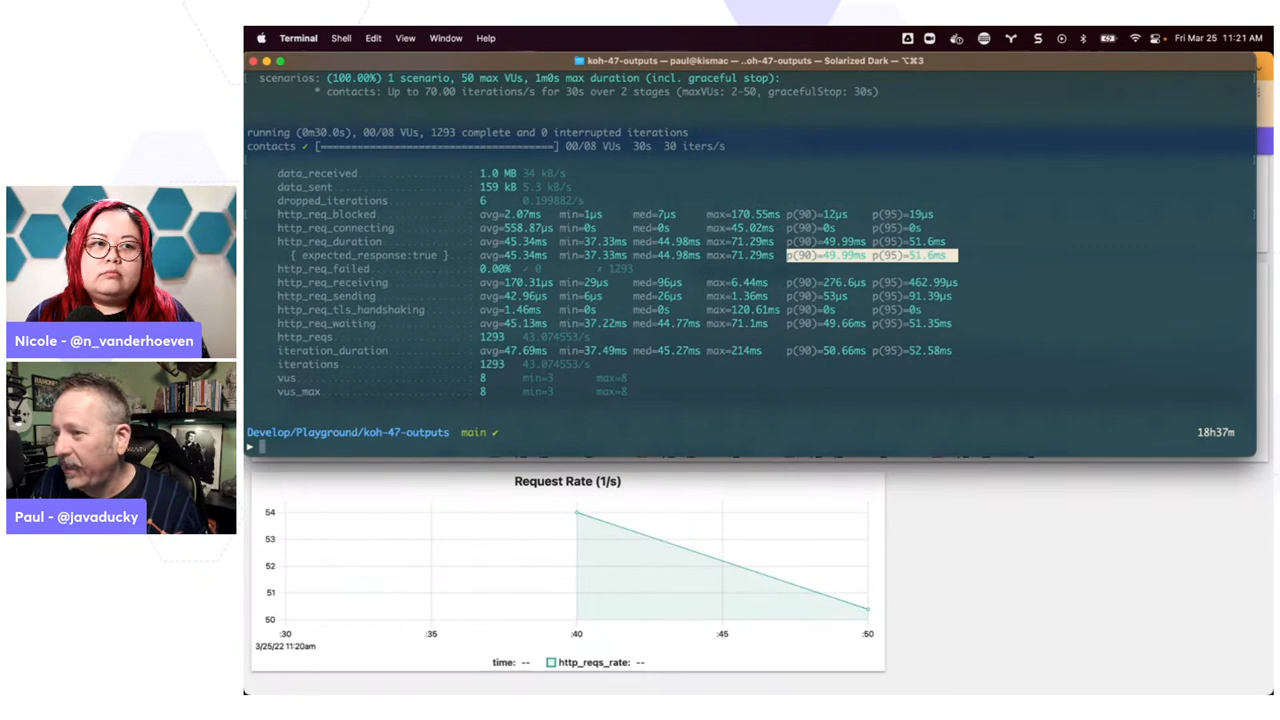 Terminal Shell Edit View Window Help Fri Mar 25 11:21 AM
koh-47-outputs — paul@kismac — ..oh-47-outputs — Solarized Dark — ⌥⌘3
scenarios: (100.00%) 1 scenario, 50 max VUs, 1m0s max duration (incl. graceful stop):
* contacts: Up to 70.00 iterations/s for 30s over 2 stages (maxVUs: 2-50, gracefulStop: 30s)
running (0m30.0s), 00/08 VUs, 1293 complete and 0 interrupted iterations
contacts ✓ [======================================] 00/08 VUs 30s 30 iters/s
data_received..................: 1.0 MB 34 kB/s
data_sent......................: 159 kB 5.3 kB/s
dropped_iterations.............: 6 0.199882/s
http_req_blocked...............: avg=2.07ms min=1µs med=7µs max=170.55ms p(90)=12µs p(95)=19µs
http_req_connecting............: avg=558.87µs min=0s med=0s max=45.02ms p(90)=0s p(95)=0s
http_req_duration..............: avg=45.34ms min=37.33ms med=44.98ms max=71.29ms p(90)=49.99ms p(95)=51.6ms
{ expected_response:true }...: avg=45.34ms min=37.33ms med=44.98ms max=71.29ms p(90)=49.99ms p(95)=51.6ms
http_req_failed................: 0.00% ✓ 0 ✗ 1293
http_req_receiving.............: avg=170.31µs min=29µs med=96µs max=6.44ms p(90)=276.6µs p(95)=462.99µs
http_req_sending...............: avg=42.96µs min=6µs med=26µs max=1.36ms p(90)=53µs p(95)=91.39µs
http_req_tls_handshaking.......: avg=1.46ms min=0s med=0s max=120.61ms p(90)=0s p(95)=0s
http_req_waiting...............: avg=45.13ms min=37.22ms med=44.77ms max=71.1ms p(90)=49.66ms p(95)=51.35ms
http_reqs......................: 1293 43.074553/s
iteration_duration.............: avg=47.69ms min=37.49ms med=45.27ms max=214ms p(90)=50.66ms p(95)=52.58ms
iterations.....................: 1293 43.074553/s
vus............................: 8 min=3 max=8
vus_max........................: 8 min=3 max=8
Develop/Playground/koh-47-outputs main ✓ 18h37m
Nicole - @n_vanderhoeven
Paul - @javaducky
Request Rate (1/s)
54
53
52
51
50
:30 :35 :40 :45 :50
3/25/22 11:20am
time: -- http_reqs_rate: --